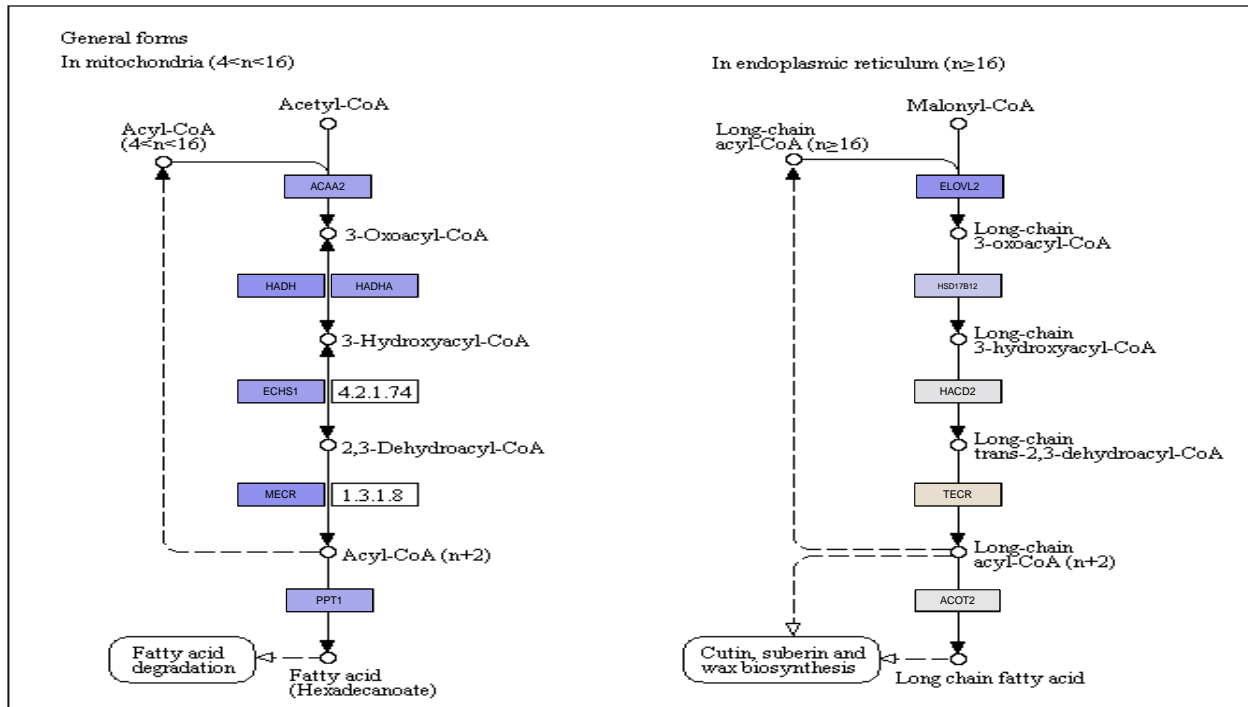 General forms
In mitochondria (4<n<16)
Acetyl-CoA
Acyl-CoA
(4<n<16)
ACAA2
3-Oxoacyl-CoA
HADH
HADHA
3-Hydroxyacyl-CoA
ECHS1
4.2.1.74
2,3-Dehydroacyl-CoA
MECR
1.3.1.8
Acyl-CoA (n+2)
PPT1
Fatty acid
degradation
Fatty acid
(Hexadecanoate)
In endoplasmic reticulum (n≥16)
Malonyl-CoA
Long-chain
acyl-CoA (n≥16)
ELOVL2
Long-chain
3-oxoacyl-CoA
HSD17B12
Long-chain
3-hydroxyacyl-CoA
HACD2
Long-chain
trans-2,3-dehydroacyl-CoA
TECR
Long-chain
acyl-CoA (n+2)
ACOT2
Cutin, suberin and
wax biosynthesis
Long chain fatty acid